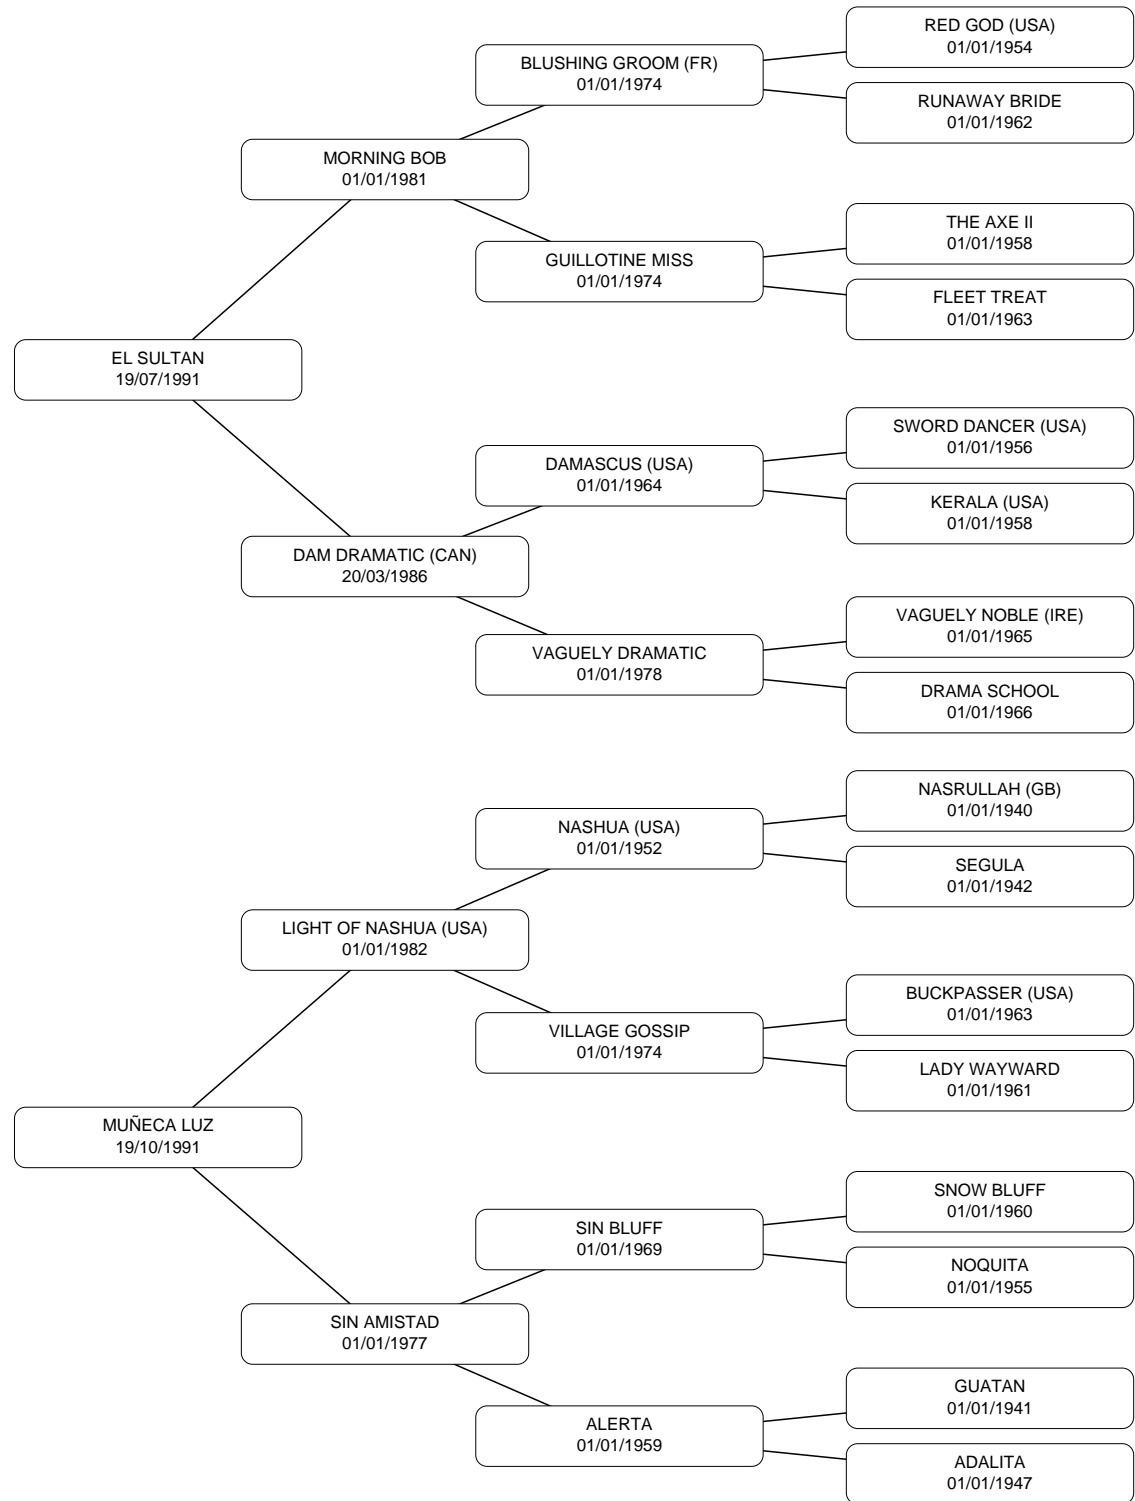 RED GOD (USA)
01/01/1954
BLUSHING GROOM (FR)
01/01/1974
RUNAWAY BRIDE
01/01/1962
MORNING BOB
01/01/1981
THE AXE II
01/01/1958
GUILLOTINE MISS
01/01/1974
FLEET TREAT
01/01/1963
EL SULTAN
19/07/1991
SWORD DANCER (USA)
01/01/1956
DAMASCUS (USA)
01/01/1964
KERALA (USA)
01/01/1958
DAM DRAMATIC (CAN)
20/03/1986
VAGUELY NOBLE (IRE)
01/01/1965
VAGUELY DRAMATIC
01/01/1978
DRAMA SCHOOL
01/01/1966
NASRULLAH (GB)
01/01/1940
NASHUA (USA)
01/01/1952
SEGULA
01/01/1942
LIGHT OF NASHUA (USA)
01/01/1982
BUCKPASSER (USA)
01/01/1963
VILLAGE GOSSIP
01/01/1974
LADY WAYWARD
01/01/1961
MUÑECA LUZ
19/10/1991
SNOW BLUFF
01/01/1960
SIN BLUFF
01/01/1969
NOQUITA
01/01/1955
SIN AMISTAD
01/01/1977
GUATAN
01/01/1941
ALERTA
01/01/1959
ADALITA
01/01/1947